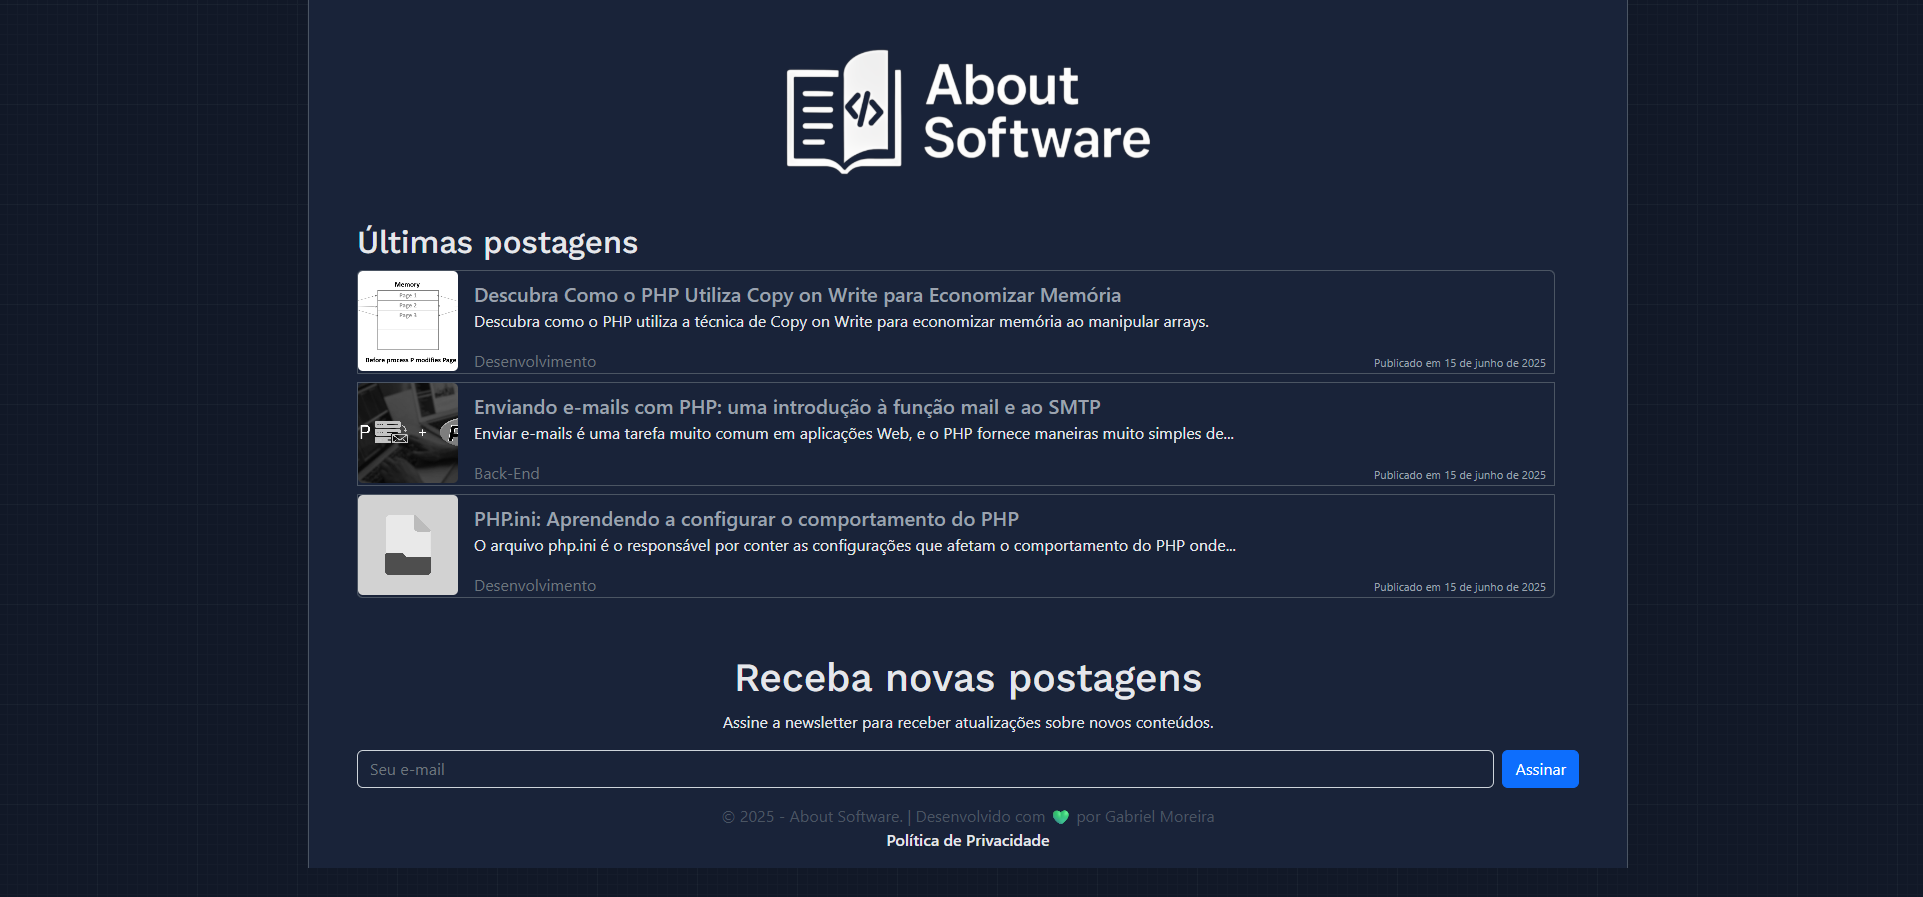 About
Software
Últimas postagens
Memory
Page 1
Page 2
Page 3
Before process P modifies Page
Descubra Como o PHP Utiliza Copy on Write para Economizar Memória
Descubra como o PHP utiliza a técnica de Copy on Write para economizar memória ao manipular arrays.
Desenvolvimento
Publicado em 15 de junho de 2025
P
+
Enviando e-mails com PHP: uma introdução à função mail e ao SMTP
Enviar e-mails é uma tarefa muito comum em aplicações Web, e o PHP fornece maneiras muito simples de...
Back-End
Publicado em 15 de junho de 2025
PHP.ini: Aprendendo a configurar o comportamento do PHP
O arquivo php.ini é o responsável por conter as configurações que afetam o comportamento do PHP onde...
Desenvolvimento
Publicado em 15 de junho de 2025
Receba novas postagens
Assine a newsletter para receber atualizações sobre novos conteúdos.
Seu e-mail
Assinar
© 2025 - About Software. | Desenvolvido com 💚 por Gabriel Moreira
Política de Privacidade